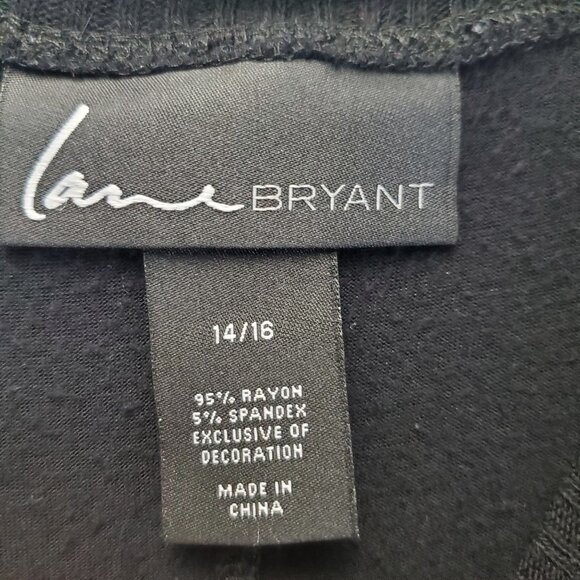 Lane BRYANT
14/16
95% RAYON
5% SPANDEX
EXCLUSIVE OF
DECORATION
MADE IN
CHINA